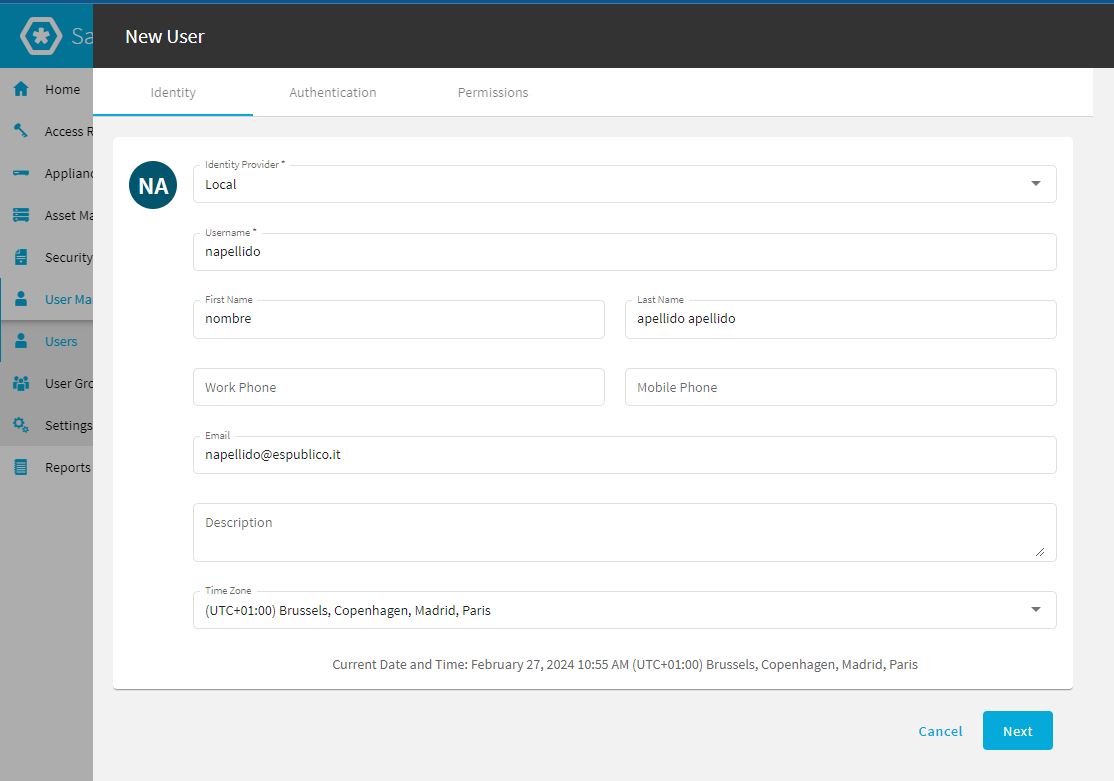 Sa
New User
Identity
Authentication
Permissions
Home
Access R
Applianc
Asset Ma
Security
User Ma
Users
User Gro
Settings
Reports
NA
Identity Provider *
Local
Username *
napellido
First Name
nombre
Last Name
apellido apellido
Work Phone
Mobile Phone
Email
napellido@espublico.it
Description
Time Zone
(UTC+01:00) Brussels, Copenhagen, Madrid, Paris
Current Date and Time: February 27, 2024 10:55 AM (UTC+01:00) Brussels, Copenhagen, Madrid, Paris
Cancel
Next